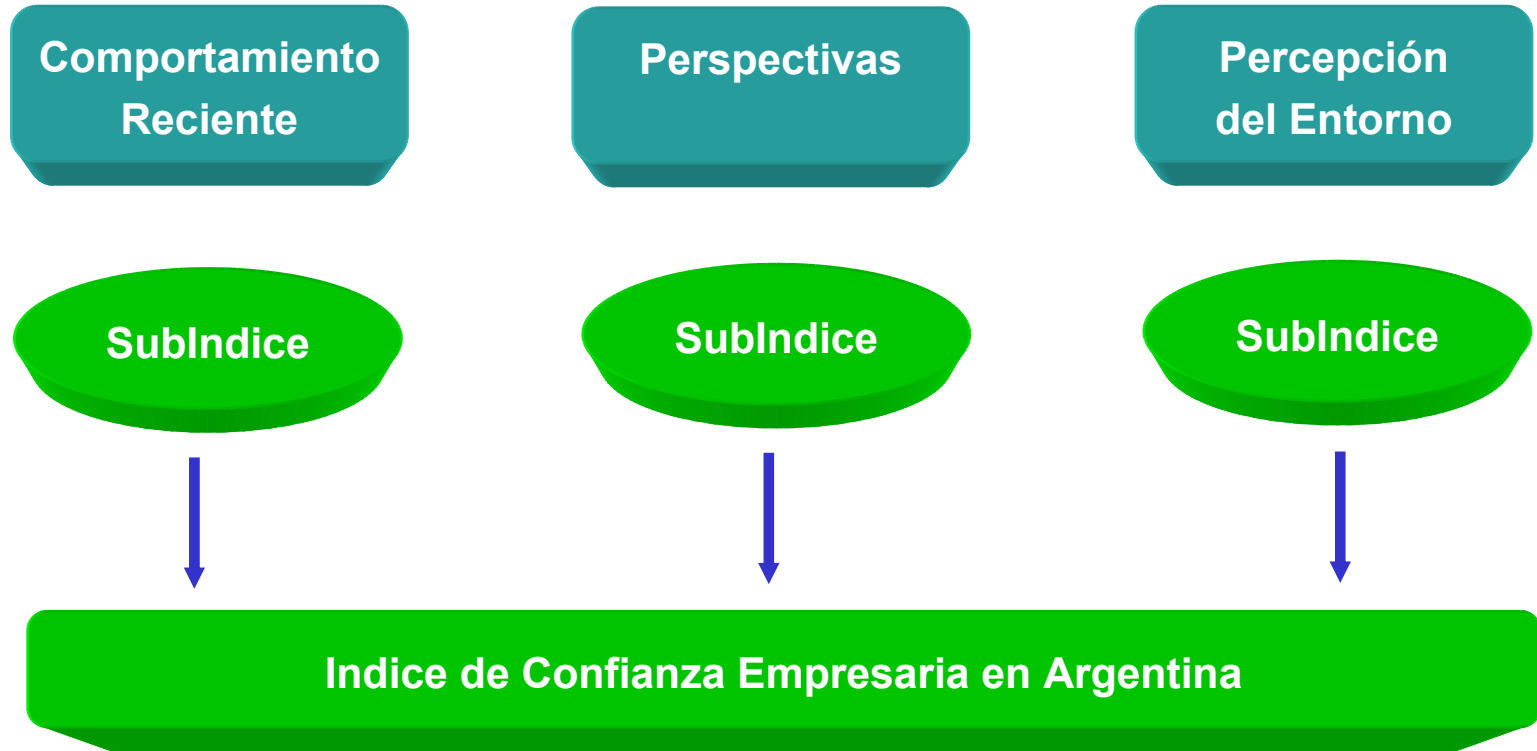 Comportamiento
Reciente
Perspectivas
Percepción
del Entorno
SubIndice
SubIndice
SubIndice
Indice de Confianza Empresaria en Argentina